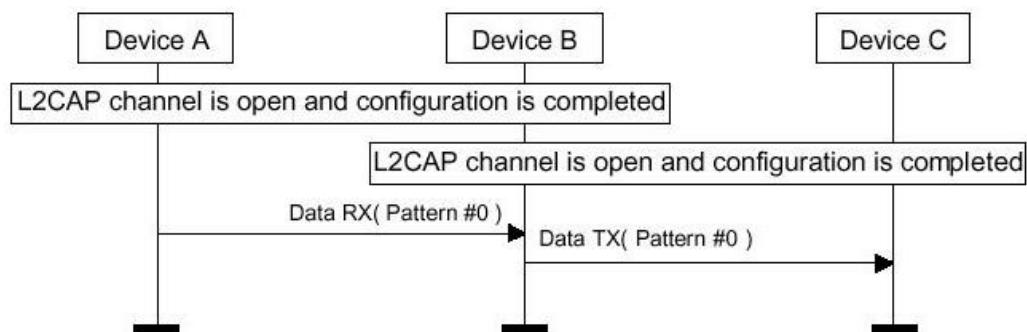 Device A
Device B
Device C
L2CAP channel is open and configuration is completed
L2CAP channel is open and configuration is completed
Data RX( Pattern #0 )
Data TX( Pattern #0 )